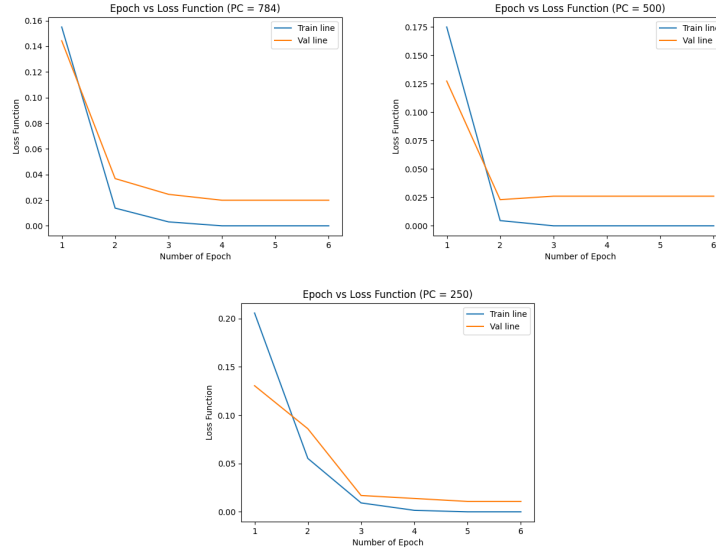 Epoch vs Loss Function (PC = 784)
0.16
0.14
0.12
0.10
0.08
0.06
0.04
0.02
0.00
Loss Function
Train line
Val line
1 2 3 4 5 6
Number of Epoch
Epoch vs Loss Function (PC = 500)
0.175
0.150
0.125
0.100
0.075
0.050
0.025
0.000
Loss Function
Train line
Val line
1 2 3 4 5 6
Number of Epoch
Epoch vs Loss Function (PC = 250)
0.20
0.15
0.10
0.05
0.00
Loss Function
Train line
Val line
1 2 3 4 5 6
Number of Epoch